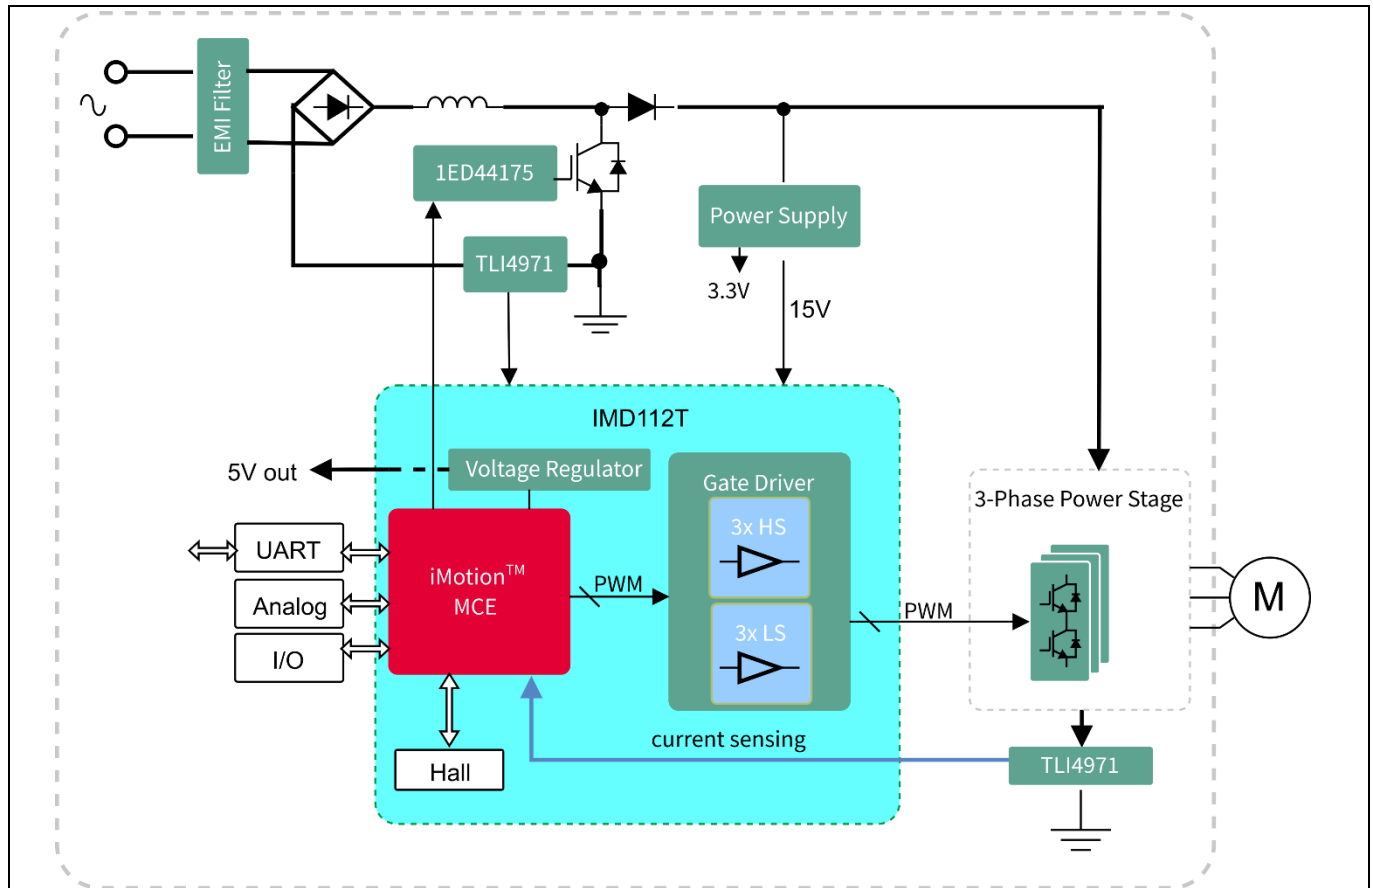 EMI Filter
1ED44175
TLI4971
Power Supply
3.3V
15V
IMD112T
5V out
Voltage Regulator
Gate Driver
3x HS
3x LS
3-Phase Power Stage
UART
Analog
I/O
iMotion™
MCE
PWM
PWM
M
current sensing
Hall
TLI4971